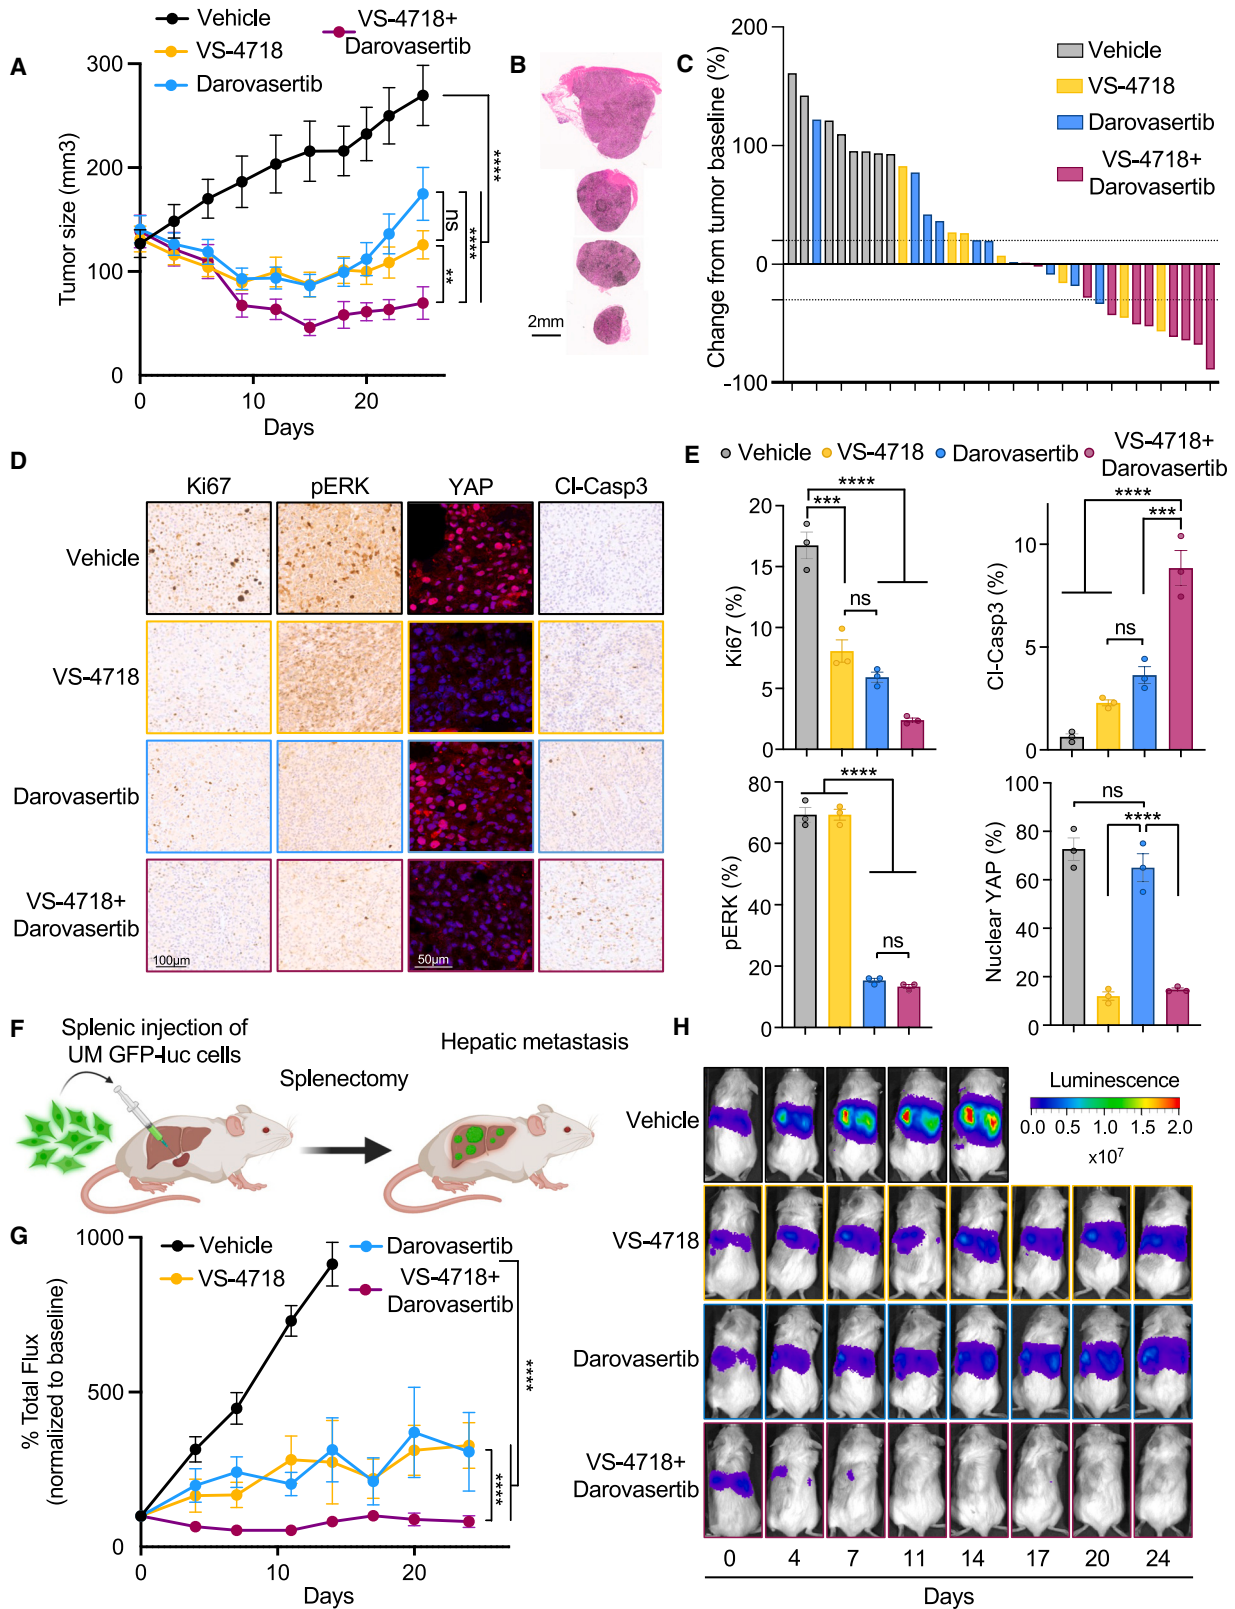 A
Vehicle
VS-4718
Darovasertib
VS-4718+
Darovasertib
Tumor size (mm3)
300
200
100
0
0
10
20
Days
****
ns
**
****
B
2mm
C
Change from tumor baseline (%)
200
100
0
-100
Vehicle
VS-4718
Darovasertib
VS-4718+
Darovasertib
D
Ki67
pERK
YAP
Cl-Casp3
Vehicle
VS-4718
Darovasertib
VS-4718+
Darovasertib
100µm
50µm
E
Vehicle
VS-4718
Darovasertib
VS-4718+
Darovasertib
Ki67 (%)
20
15
10
5
0
****
***
ns
Cl-Casp3 (%)
10
5
0
****
***
ns
pERK (%)
80
60
40
20
0
****
ns
Nuclear YAP (%)
80
60
40
20
0
ns
****
F
Splenic injection of
UM GFP-luc cells
Splenectomy
Hepatic metastasis
G
Vehicle
VS-4718
Darovasertib
VS-4718+
Darovasertib
% Total Flux
(normalized to baseline)
1000
500
0
0
10
20
Days
****
****
H
Vehicle
VS-4718
Darovasertib
VS-4718+
Darovasertib
Luminescence
0.0 0.5 1.0 1.5 2.0
x10⁷
0 4 7 11 14 17 20 24
Days